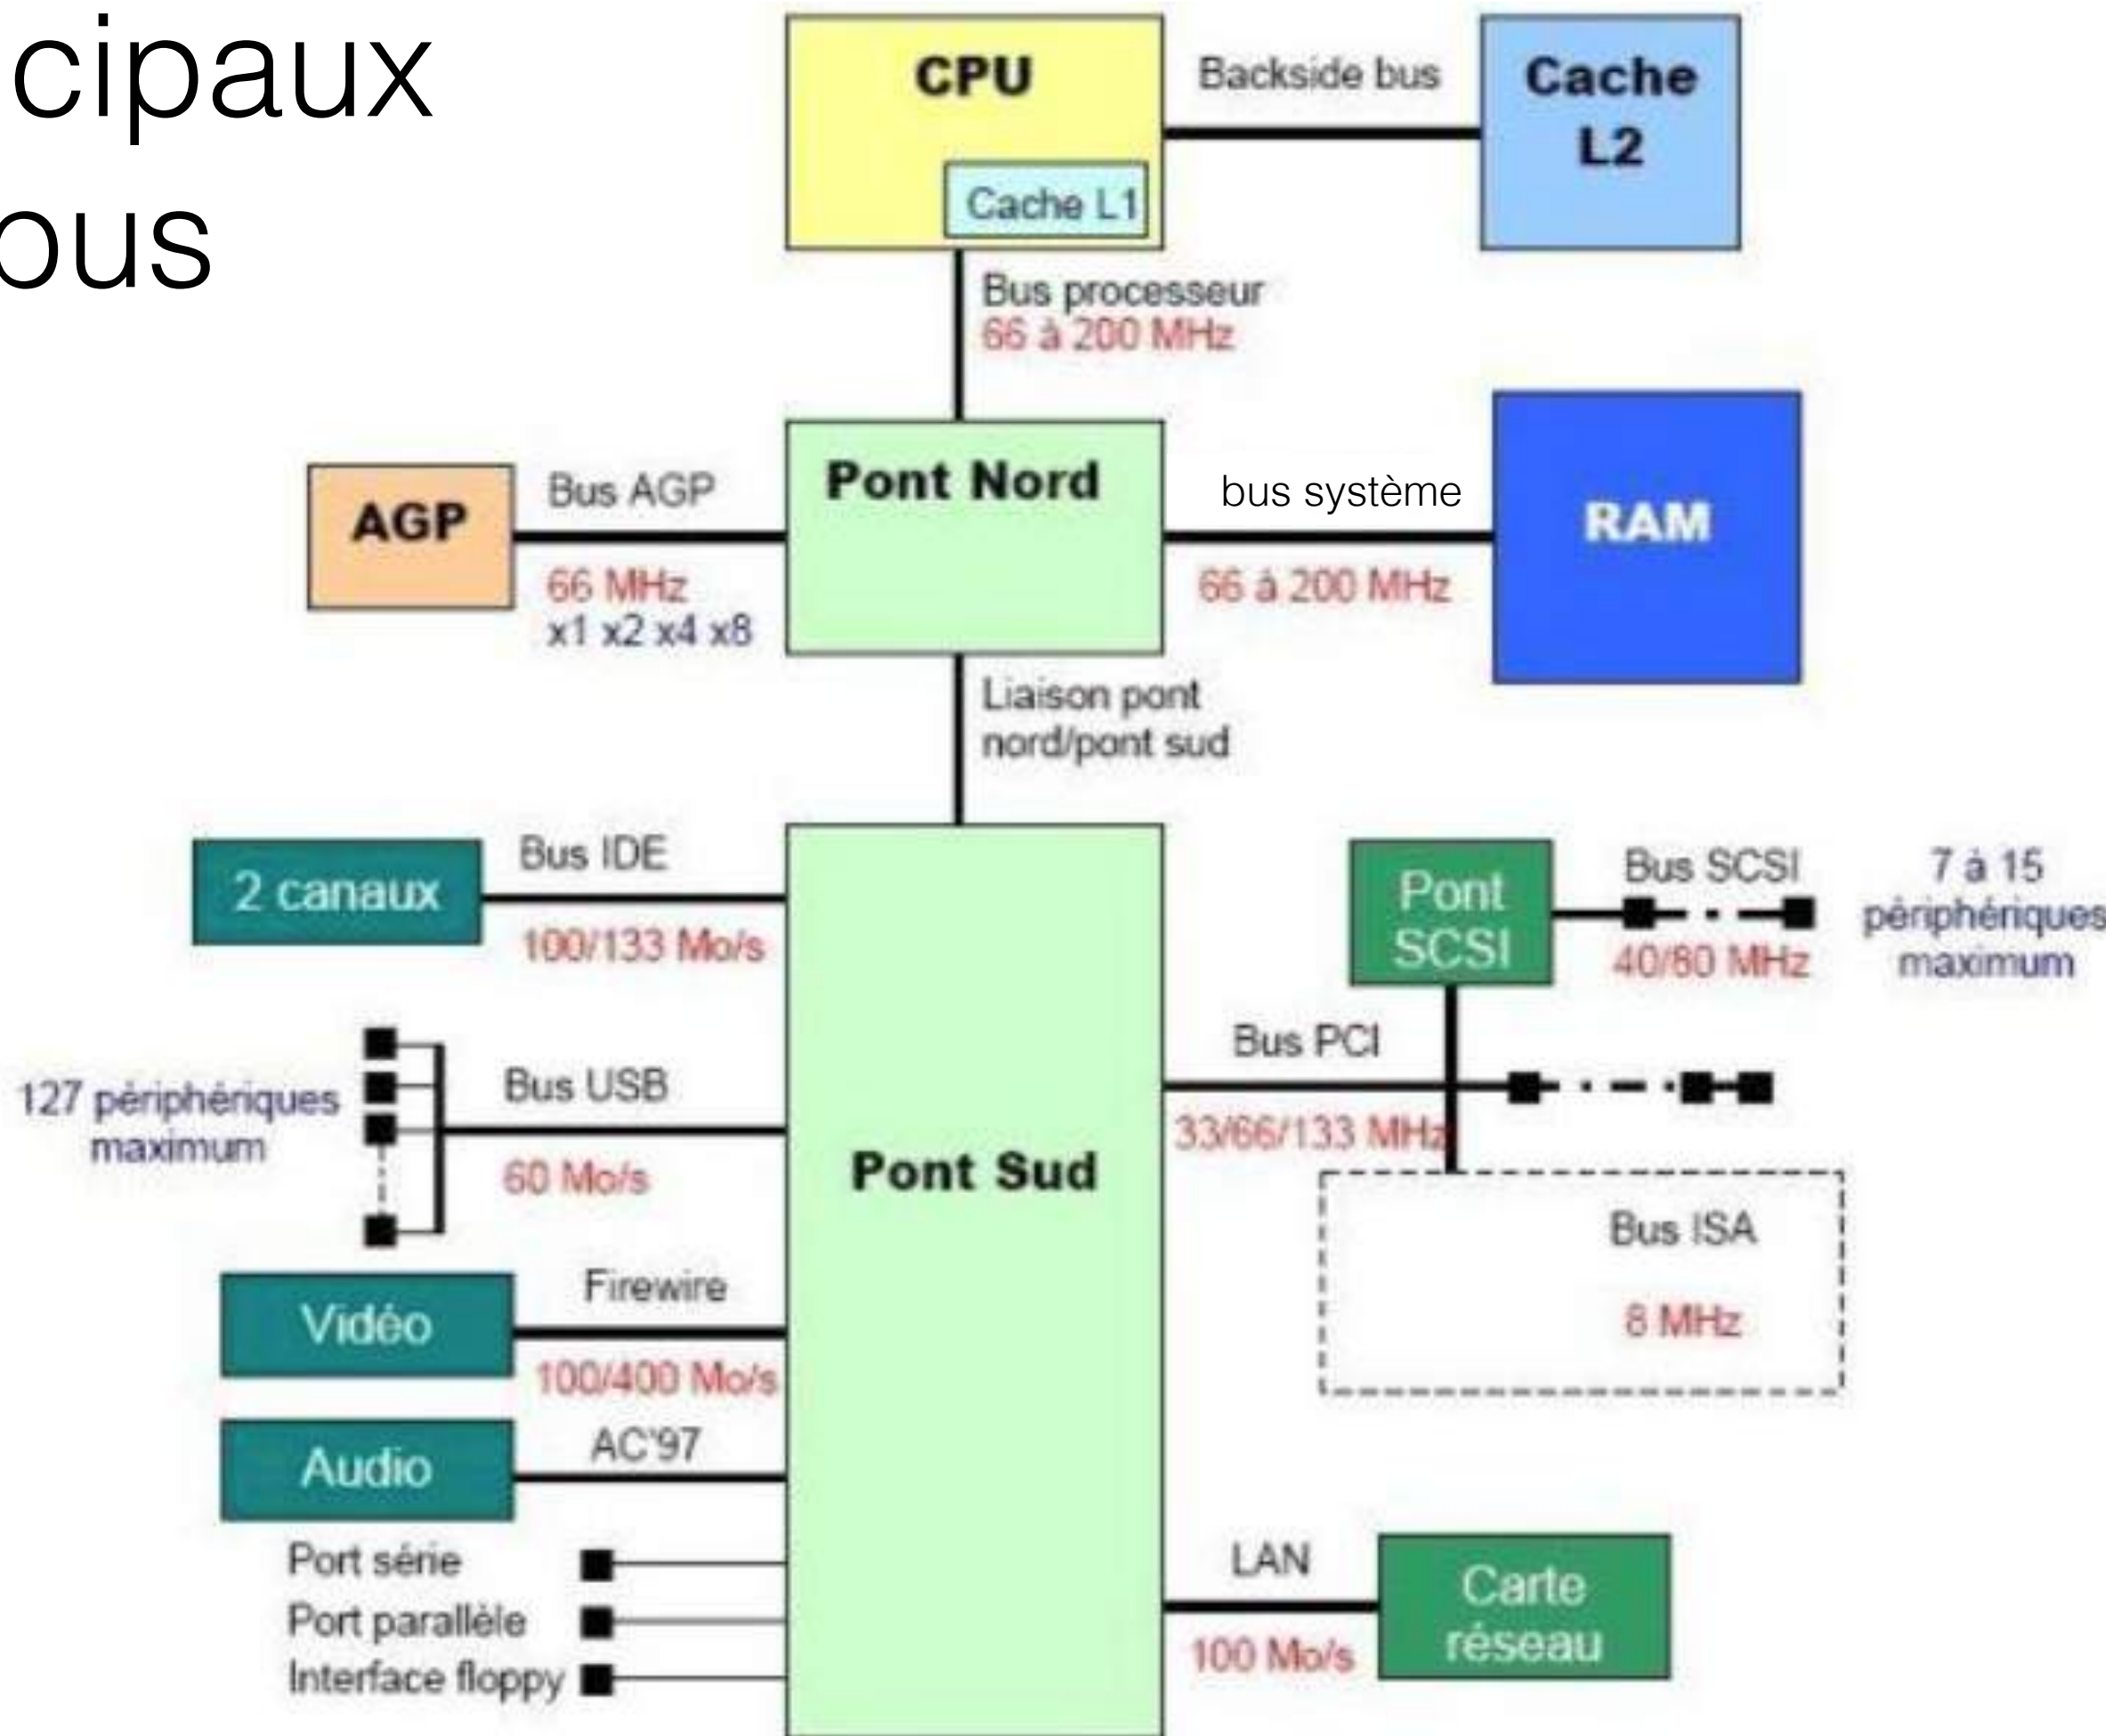 cipaux
bus
CPU
Cache L1
Backside bus
Cache
L2
Bus processeur
66 à 200 MHz
AGP
Bus AGP
66 MHz
x1 x2 x4 x8
Pont Nord
bus système
66 à 200 MHz
RAM
Liaison pont
nord/pont sud
2 canaux
Bus IDE
100/133 Mo/s
Pont
SCSI
Bus SCSI
40/80 MHz
7 à 15
périphériques
maximum
127 périphériques
maximum
Bus USB
60 Mo/s
Pont Sud
Bus PCI
33/66/133 MHz
Bus ISA
8 MHz
Vidéo
Firewire
100/400 Mo/s
Audio
AC'97
Port série
Port parallèle
Interface floppy
LAN
100 Mo/s
Carte
réseau